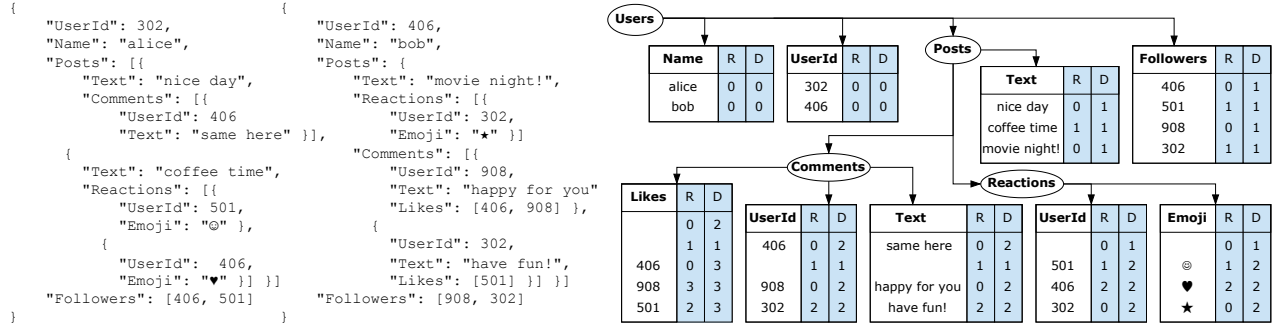 {
"UserId": 302,
"Name": "alice",
"Posts": [{
"Text": "nice day",
"Comments": [{
"UserId": 406
"Text": "same here" }],
{
"Text": "coffee time",
"Reactions": [{
"UserId": 501,
"Emoji": "☺" },
{
"UserId":  406,
"Emoji": "♥" }] }]
"Followers": [406, 501]
}
{
"UserId": 406,
"Name": "bob",
"Posts": {
"Text": "movie night!",
"Reactions": [{
"UserId": 302,
"Emoji": "★" }]
"Comments": [{
"UserId": 908,
"Text": "happy for you"
"Likes": [406, 908] },
{
"UserId": 302,
"Text": "have fun!",
"Likes": [501] }] }]
"Followers": [908, 302]
}
Users
Name R D
alice 0 0
bob 0 0
UserId R D
302 0 0
406 0 0
Posts
Text R D
nice day 0 1
coffee time 1 1
movie night! 0 1
Followers R D
406 0 1
501 1 1
908 0 1
302 1 1
Comments
Likes R D
0 2
1 1
406 0 3
908 3 3
501 2 3
UserId R D
406 0 2
1 1
908 0 2
302 2 2
Text R D
same here 0 2
1 1
happy for you 0 2
have fun! 2 2
Reactions
UserId R D
0 1
501 1 2
406 2 2
302 0 2
Emoji R D
0 1
☺ 1 2
♥ 2 2
★ 0 2